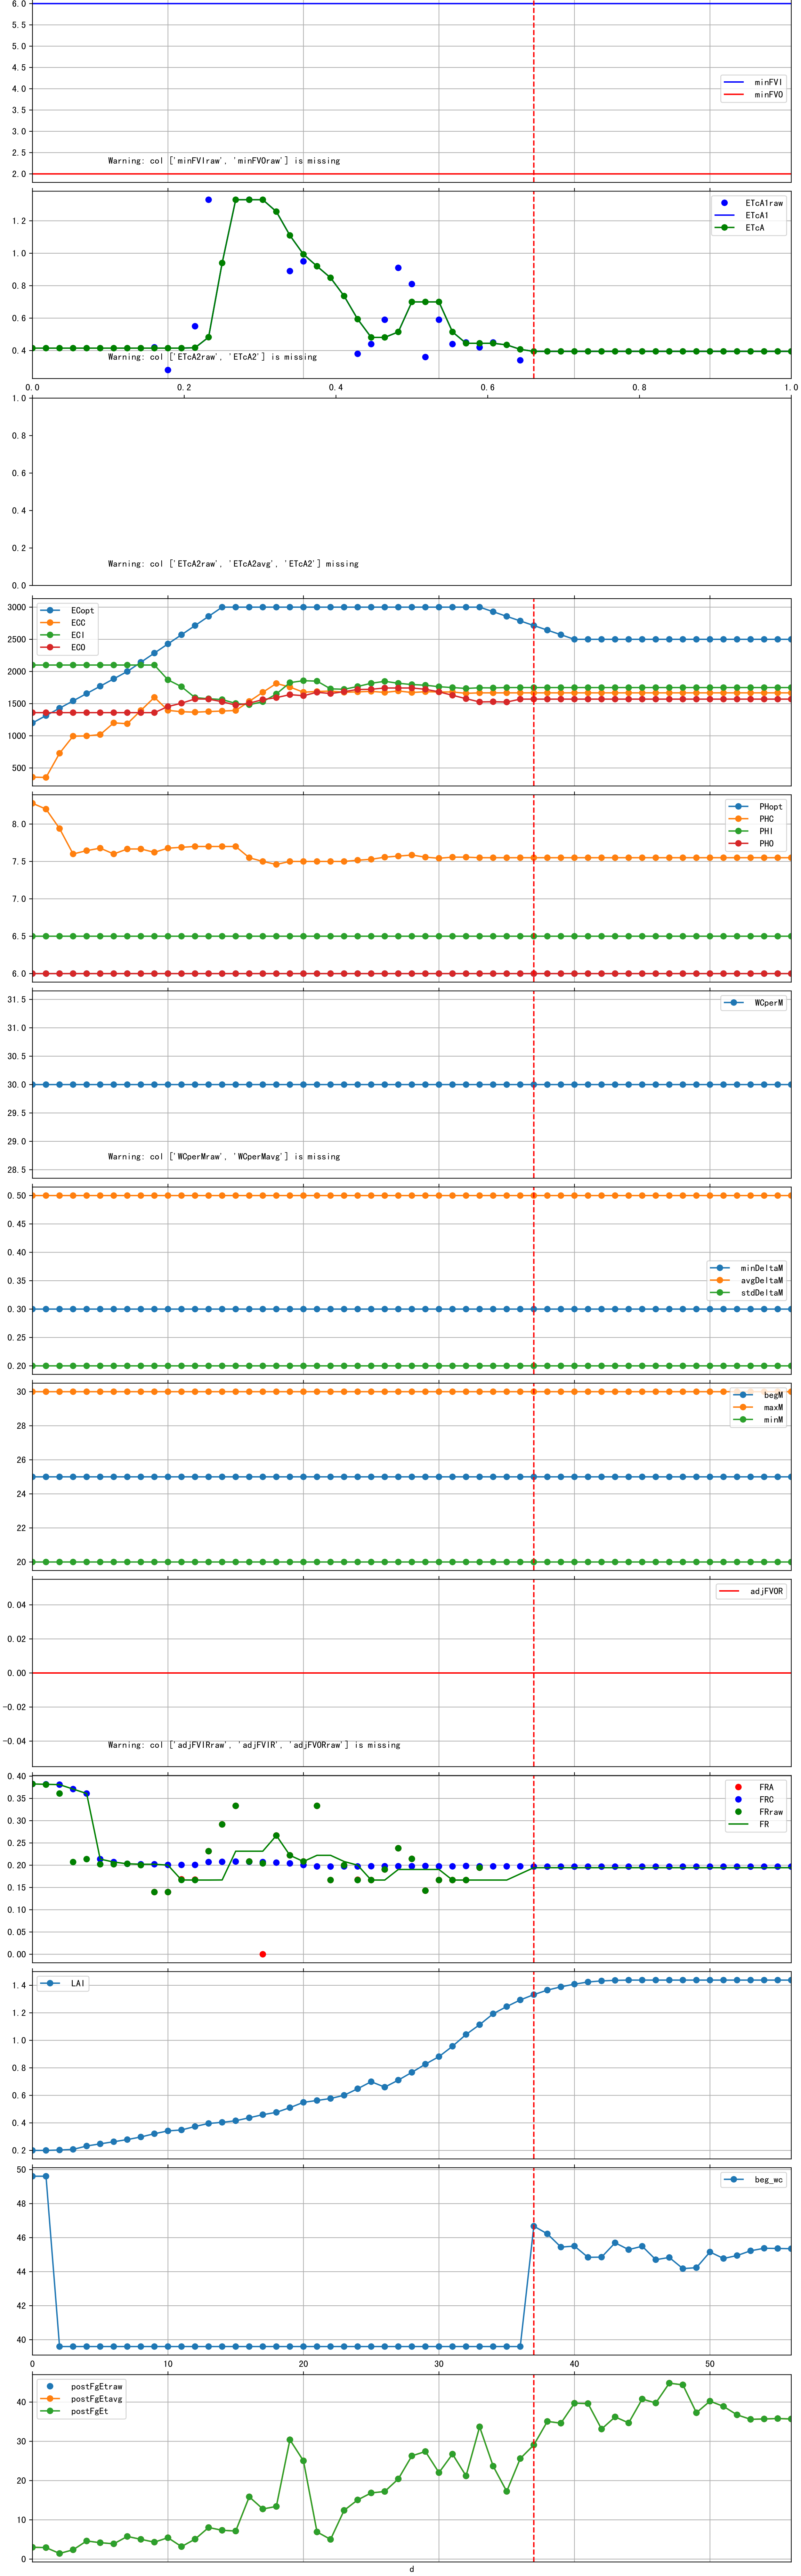 6.0
5.5
5.0
4.5
4.0
3.5
3.0
2.5
2.0
minFVI
minFVO
Warning: col ['minFVIraw', 'minFVOraw'] is missing
1.2
1.0
0.8
0.6
0.4
ETcA1raw
ETcA1
ETcA
Warning: col ['ETcA2raw', 'ETcA2'] is missing
0.0 0.2 0.4 0.6 0.8 1.0
1.0
0.8
0.6
0.4
0.2
0.0
Warning: col ['ETcA2raw', 'ETcA2avg', 'ETcA2'] missing
3000
2500
2000
1500
1000
500
ECopt
ECC
ECI
ECO
8.0
7.5
7.0
6.5
6.0
PHopt
PHC
PHI
PHO
31.5
31.0
30.5
30.0
29.5
29.0
28.5
WCperM
Warning: col ['WCperMraw', 'WCperMavg'] is missing
0.50
0.45
0.40
0.35
0.30
0.25
0.20
minDeltaM
avgDeltaM
stdDeltaM
30
28
26
24
22
20
begM
maxM
minM
0.04
0.02
0.00
-0.02
-0.04
adjFVOR
Warning: col ['adjFVIRraw', 'adjFVIR', 'adjFVORraw'] is missing
0.40
0.35
0.30
0.25
0.20
0.15
0.10
0.05
0.00
FRA
FRC
FRraw
FR
1.4
1.2
1.0
0.8
0.6
0.4
0.2
LAI
50
48
46
44
42
40
beg_wc
0 10 20 30 40 50
40
30
20
10
0
postFgEtraw
postFgEtavg
postFgEt
d